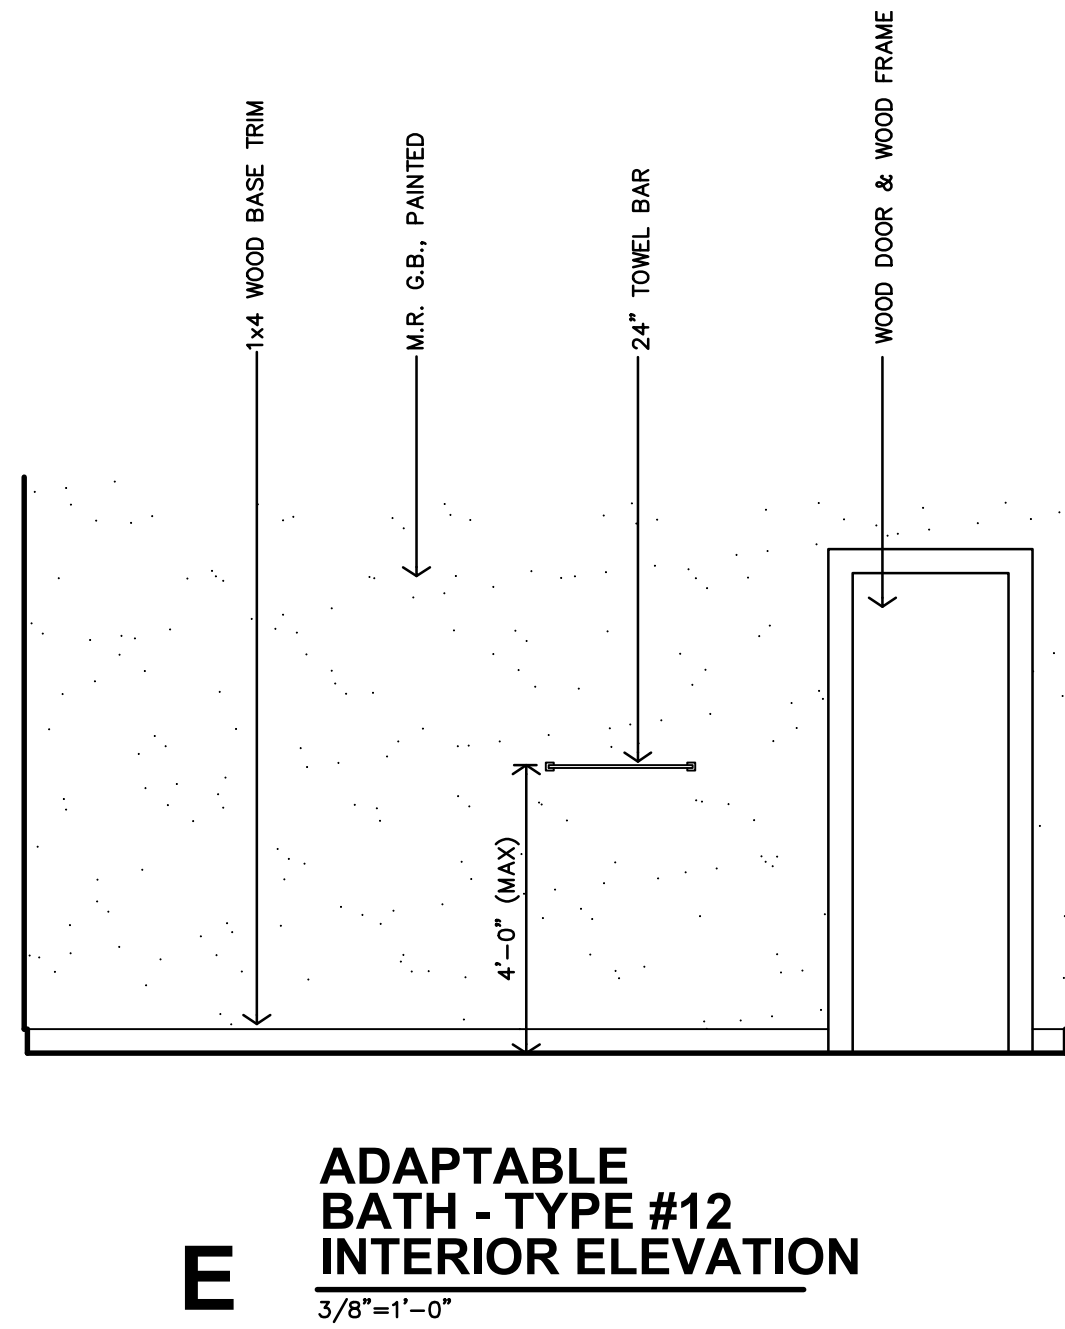 1x4 WOOD BASE TRIM
M.R. G.B., PAINTED
24" TOWEL BAR
WOOD DOOR & WOOD FRAME
4'-0" (MAX)
E
ADAPTABLE
BATH - TYPE #12
INTERIOR ELEVATION
3/8"=1'-0"